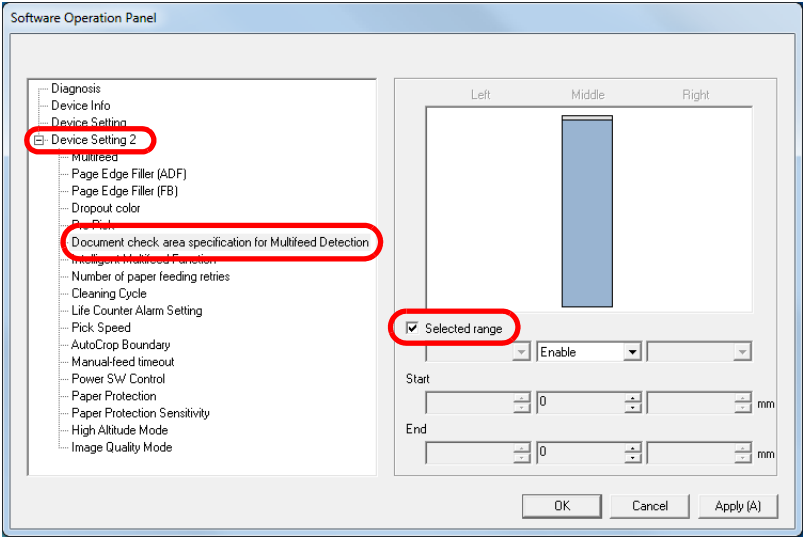 Software Operation Panel
Diagnosis
Device Info
Device Setting
Device Setting 2
Multifeed
Page Edge Filler (ADF)
Page Edge Filler (FB)
Dropout color
Pre-Pick
Document check area specification for Multifeed Detection
Intelligent Multifeed Function
Number of paper feeding retries
Cleaning Cycle
Life Counter Alarm Setting
Pick Speed
AutoCrop Boundary
Manual-feed timeout
Power SW Control
Paper Protection
Paper Protection Sensitivity
High Altitude Mode
Image Quality Mode
Left Middle Right
Selected range
Enable
Start
0 mm
End
0 mm
OK Cancel Apply (A)